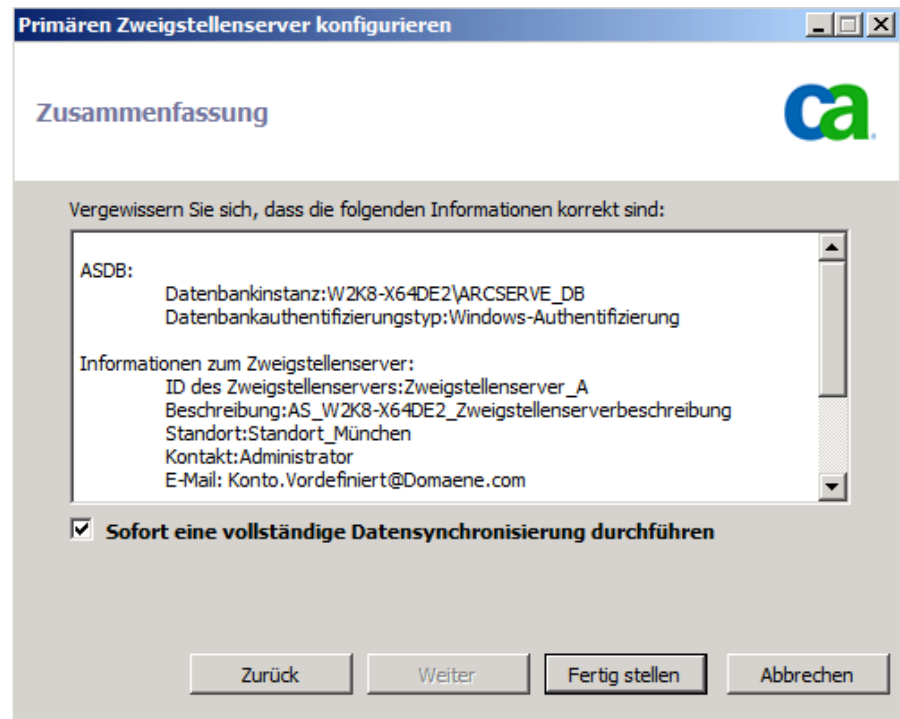 Primären Zweigstellenserver konfigurieren
Zusammenfassung
ca
Vergewissern Sie sich, dass die folgenden Informationen korrekt sind:
ASDB:
Datenbankinstanz:W2K8-X64DE2\ARCSERVE_DB
Datenbankauthentifizierungstyp:Windows-Authentifizierung
Informationen zum Zweigstellenserver:
ID des Zweigstellenservers:Zweigstellenserver_A
Beschreibung:AS_W2K8-X64DE2_Zweigstellenserverbeschreibung
Standort:Standort_München
Kontakt:Administrator
E-Mail: Konto.Vordefiniert@Domaene.com
Sofort eine vollständige Datensynchronisierung durchführen
Zurück Weiter Fertig stellen Abbrechen